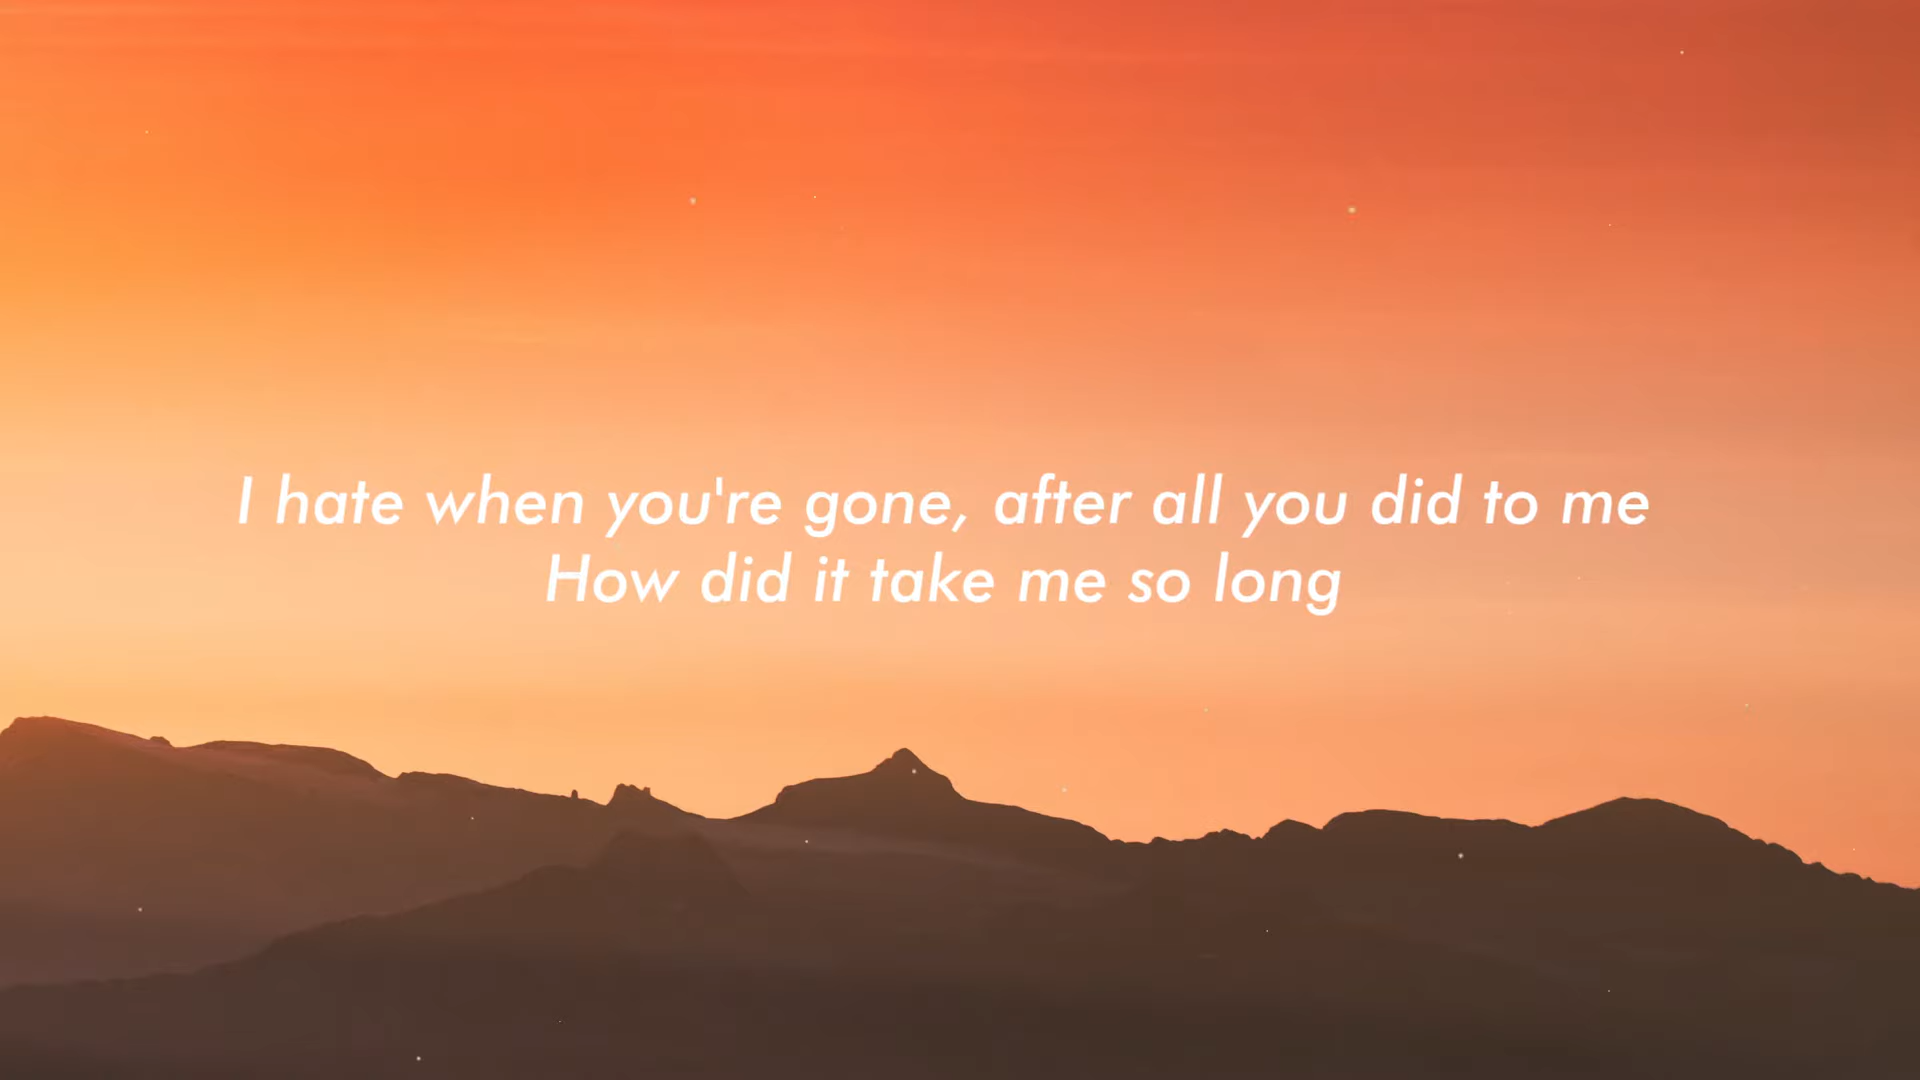 I hate when you're gone, after all you did to me
How did it take me so long